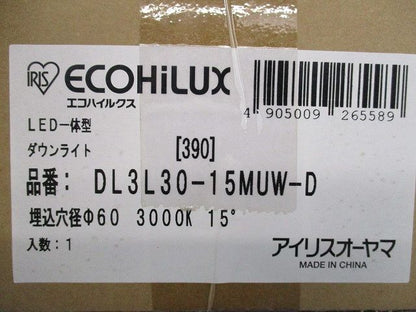 IRIS ECOHiLUX
エコハイルクス
4 905009 265589
LED一体型
ダウンライト
[390]
品番: DL3L30-15MUW-D
埋込穴径Φ60 3000K 15°
入数:1
アイリスオーヤマ
MADE IN CHINA